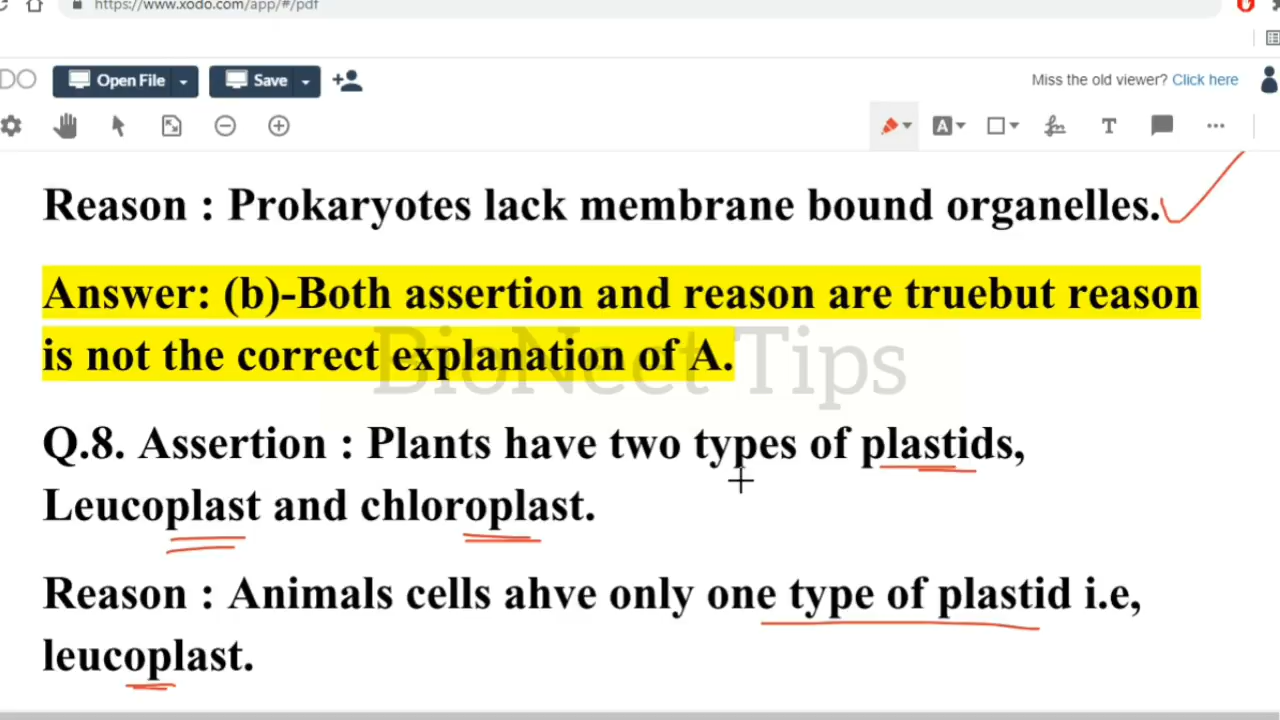 https://www.xodo.com/app/#/pdf
DO Open File Save Miss the old viewer? Click here
A T
Reason : Prokaryotes lack membrane bound organelles.
Answer: (b)-Both assertion and reason are truebut reason
is not the correct explanation of A.
BioNeet Tips
Q.8. Assertion : Plants have two types of plastids,
Leucoplast and chloroplast.
Reason : Animals cells ahve only one type of plastid i.e,
leucoplast.